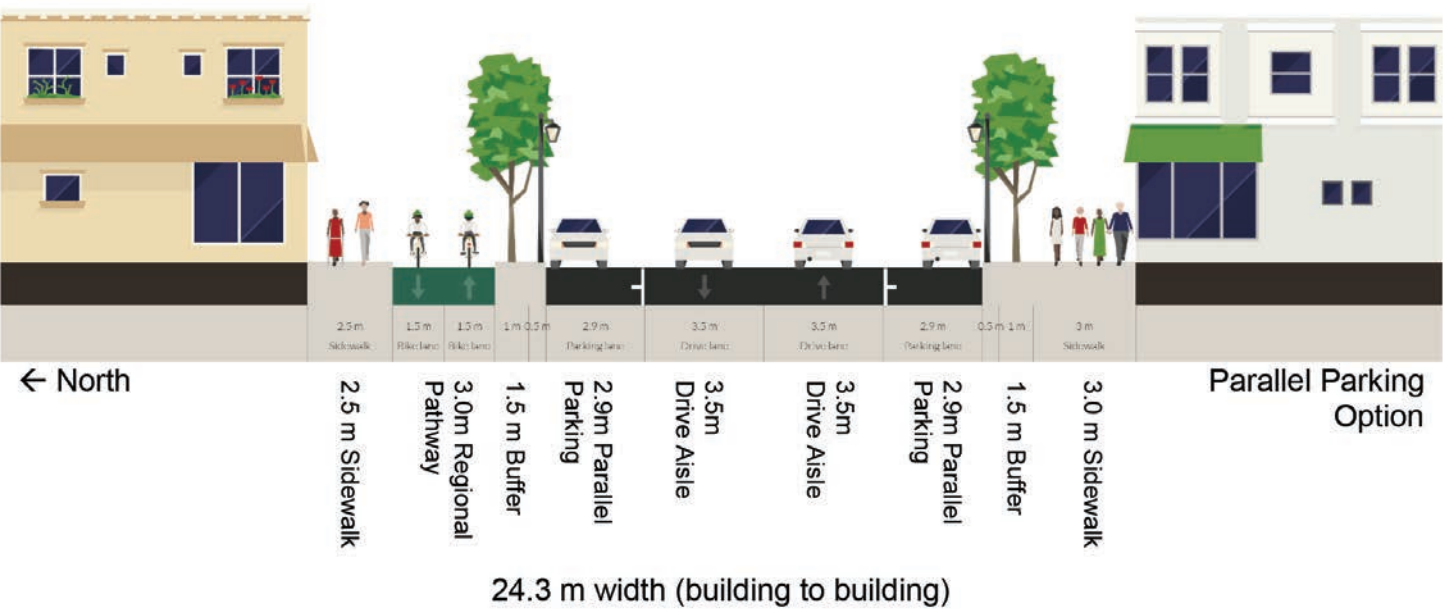 2.5 m
Sidewalk
1.5 m
Bike lane
1.5 m
Bike lane
1 m
0.5 m
2.9 m
Parking lane
3.5 m
Drive lane
3.5 m
Drive lane
2.9 m
Parking lane
0.5 m
1 m
3 m
Sidewalk
← North
2.5 m Sidewalk
3.0m Regional
Pathway
1.5 m Buffer
2.9m Parallel
Parking
3.5m
Drive Aisle
3.5m
Drive Aisle
2.9m Parallel
Parking
1.5 m Buffer
3.0 m Sidewalk
Parallel Parking
Option
24.3 m width (building to building)